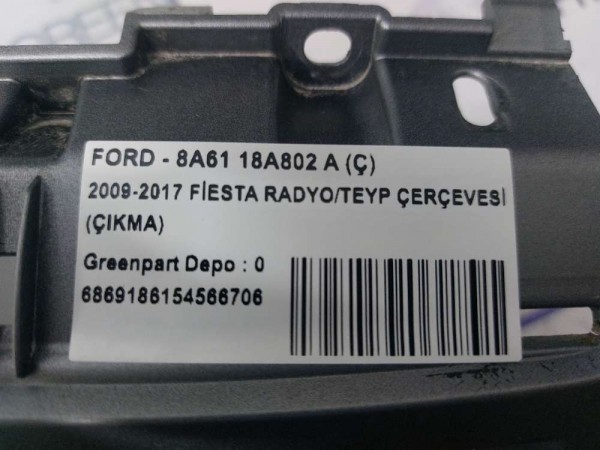 FORD - 8A61 18A802 A (Ç)
2009-2017 FİESTA RADYO/TEYP ÇERÇEVESİ
(ÇIKMA)
Greenpart Depo : 0
6869186154566706